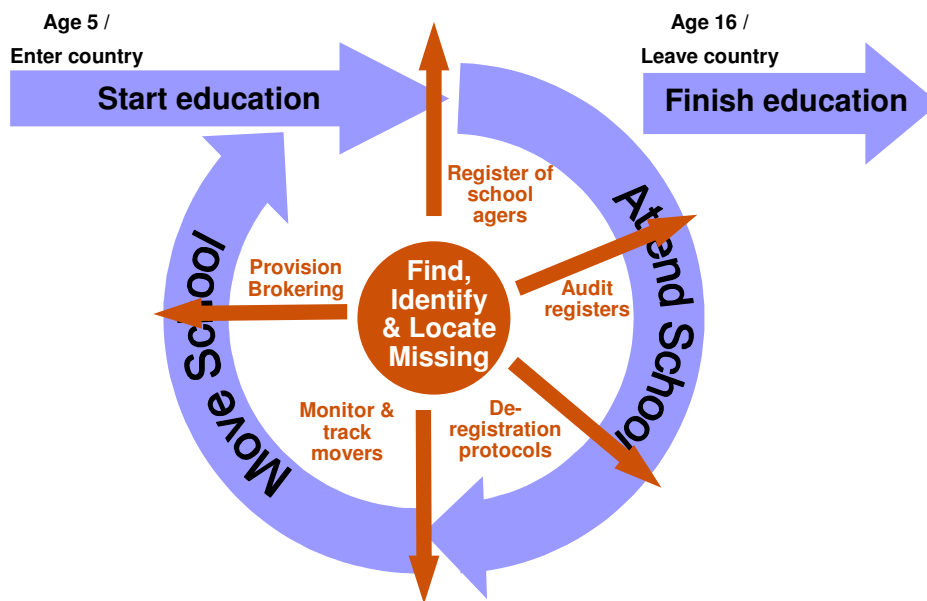 Age 5 /
Enter country
Start education
Age 16 /
Leave country
Finish education
Register of
school
agers
Attend School
Audit
registers
De-
registration
protocols
Monitor &
track
movers
Move School
Provision
Brokering
Find,
Identify
& Locate
Missing